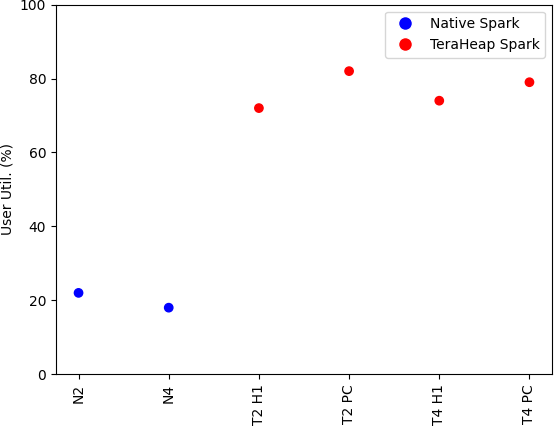 100
80
60
40
20
0
User Util. (%)
Native Spark
TeraHeap Spark
N2
N4
T2 H1
T2 PC
T4 H1
T4 PC